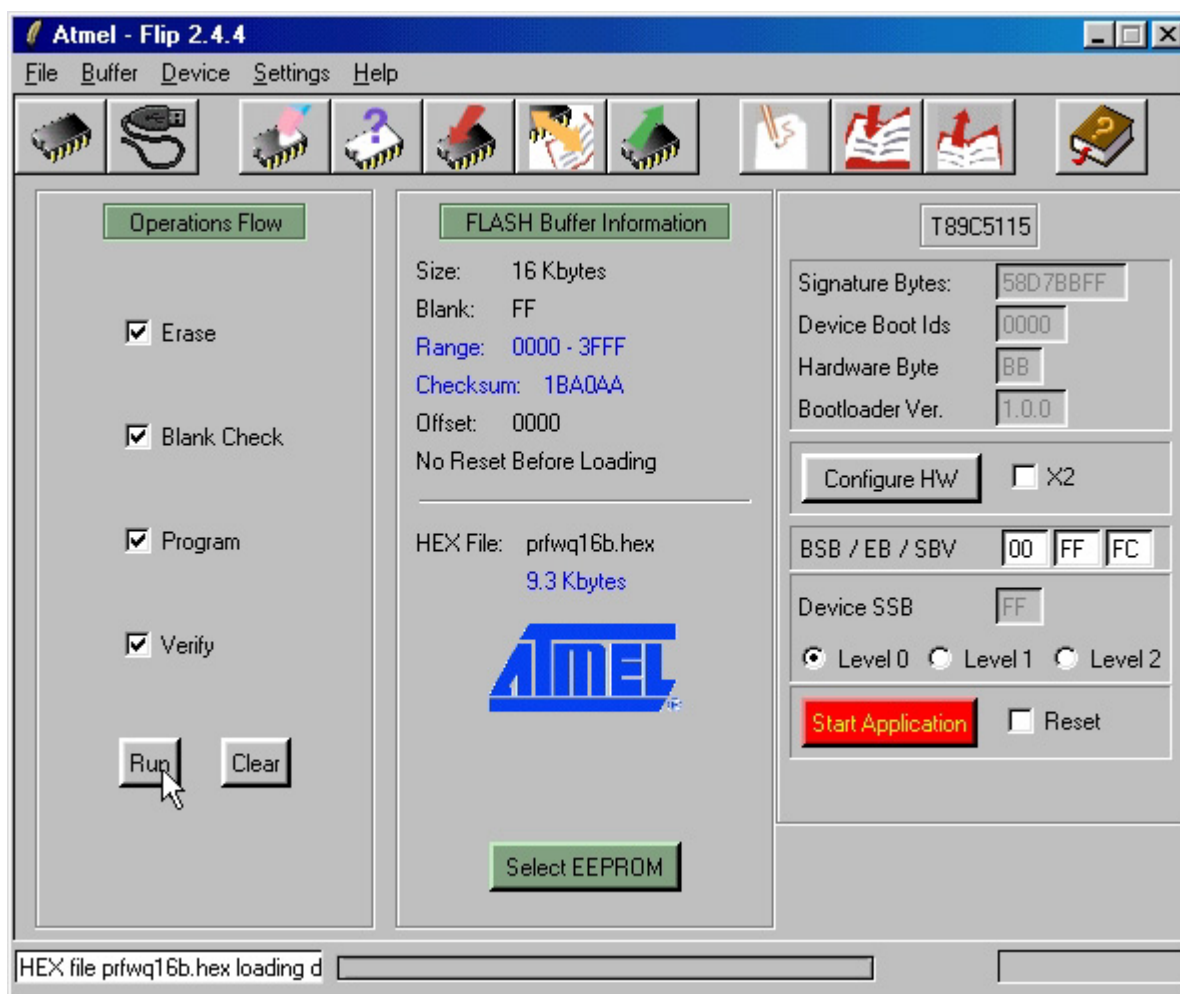 Atmel - Flip 2.4.4
File Buffer Device Settings Help
Operations Flow
Erase
Blank Check
Program
Verify
Run Clear
FLASH Buffer Information
Size: 16 Kbytes
Blank: FF
Range: 0000 - 3FFF
Checksum: 1BA0AA
Offset: 0000
No Reset Before Loading
HEX File: prfwq16b.hex
9.3 Kbytes
ATMEL ®
Select EEPROM
T89C5115
Signature Bytes: 58D7BBFF
Device Boot Ids 0000
Hardware Byte BB
Bootloader Ver. 1.0.0
Configure HW X2
BSB / EB / SBV 00 FF FC
Device SSB FF
Level 0 Level 1 Level 2
Start Application Reset
HEX file prfwq16b.hex loading d